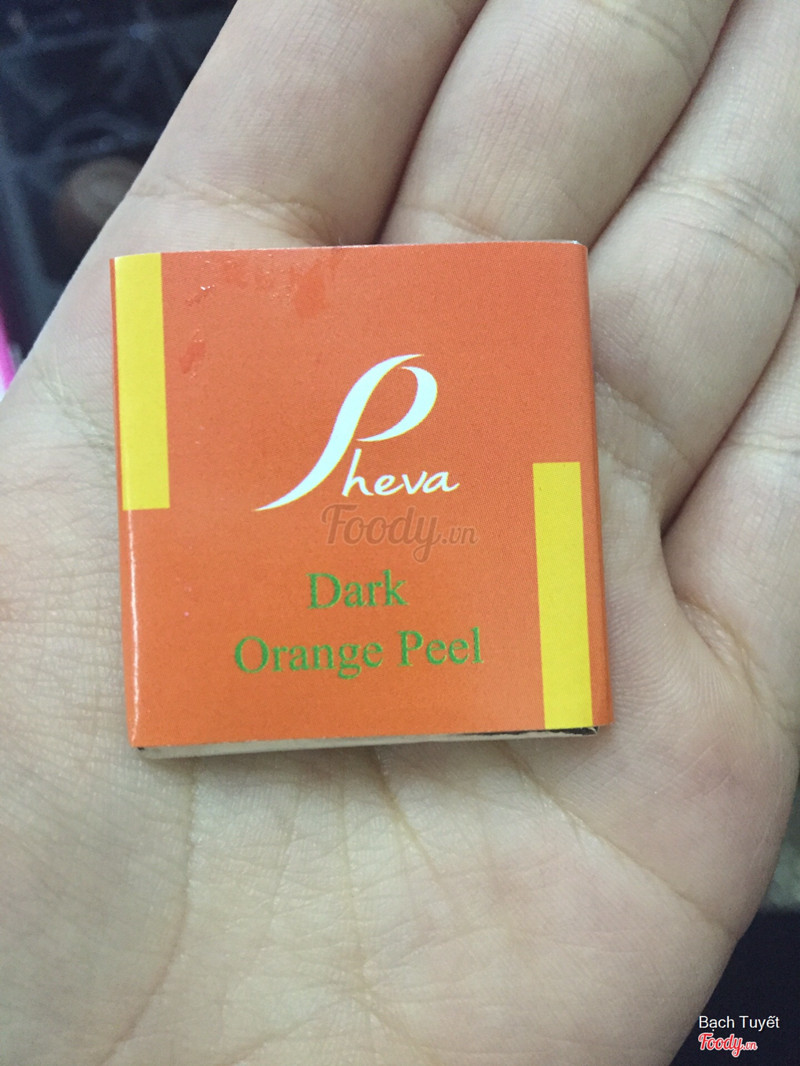 Pheva
Foody.vn
Dark
Orange Peel
Bạch Tuyết
Foody.vn